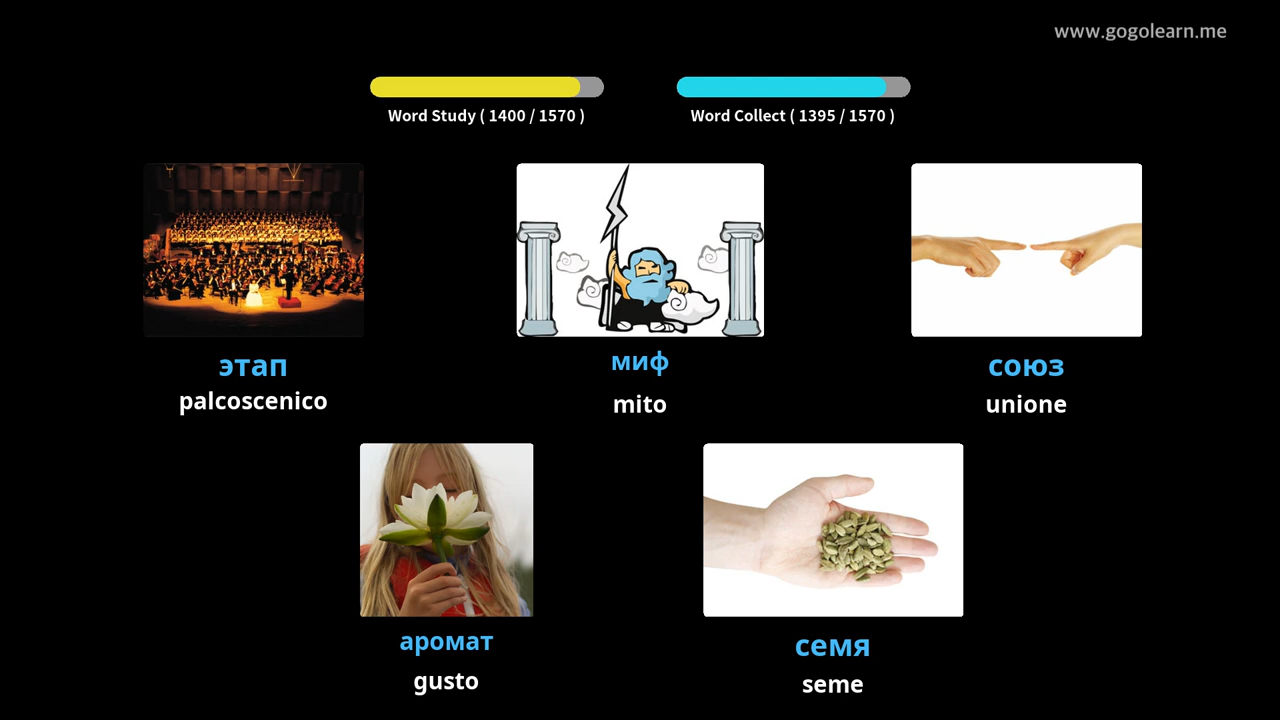 www.gogolearn.me
Word Study ( 1400 / 1570 )
Word Collect ( 1395 / 1570 )
этап
palcoscenico
миф
mito
союз
unione
аромат
gusto
семя
seme